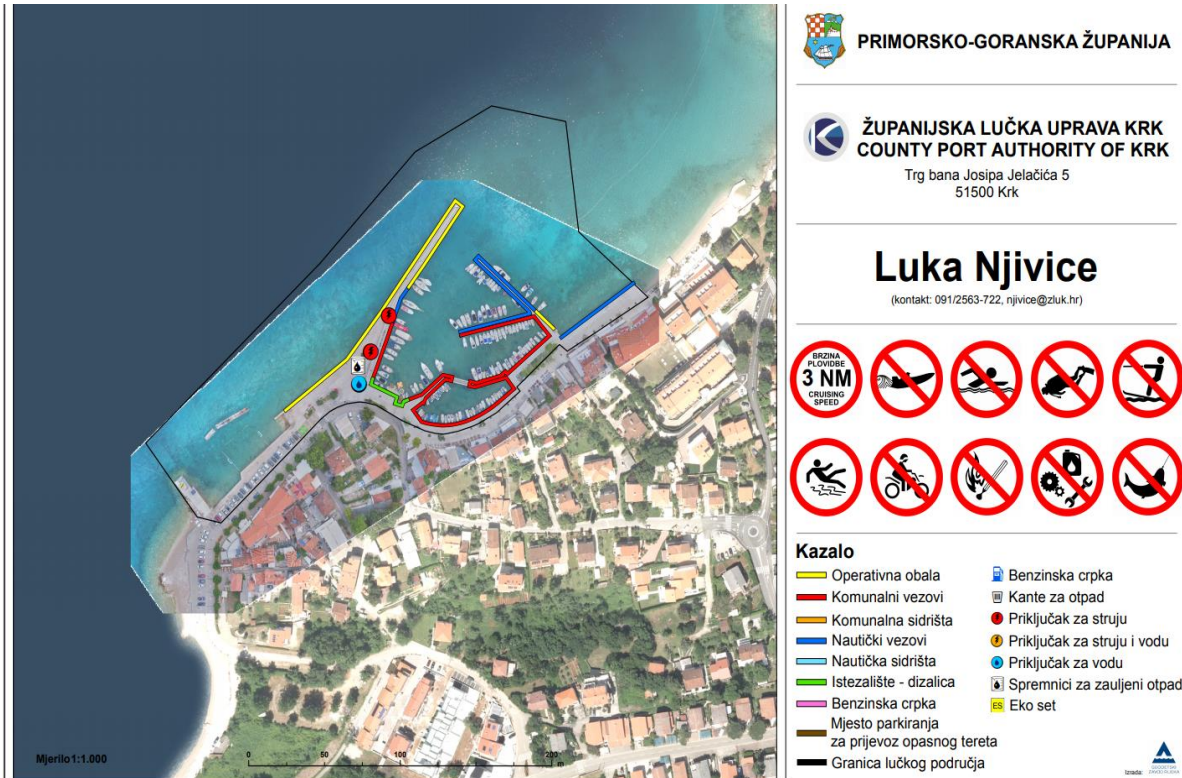 PRIMORSKO-GORANSKA ŽUPANIJA
ŽUPANIJSKA LUČKA UPRAVA KRK
COUNTY PORT AUTHORITY OF KRK
Trg bana Josipa Jelačića 5
51500 Krk
Luka Njivice
(kontakt: 091/2563-722, njivice@zluk.hr)
BRZINA
PLOVIDBE
3 NM
CRUISING
SPEED
Kazalo
Operativna obala
Komunalni vezovi
Komunalna sidrišta
Nautički vezovi
Nautička sidrišta
Istezalište - dizalica
Benzinska crpka
Mjesto parkiranja
za prijevoz opasnog tereta
Granica lučkog područja
Benzinska crpka
Kante za otpad
Priključak za struju
Priključak za struju i vodu
Priključak za vodu
Spremnici za zauljeni otpad
ES Eko set
Izrada:
Mjerilo1:1.000
0 50 100 200
m